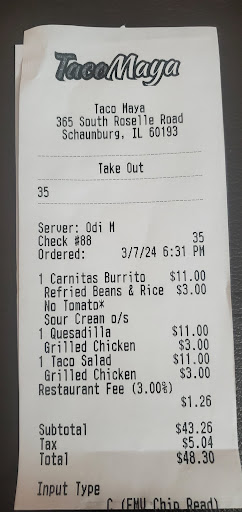 TacoMaya
Taco Maya
365 South Roselle Road
Schaumburg, IL 60193
Take Out
35
Server: Odi M
Check #88 35
Ordered: 3/7/24 6:31 PM
1 Carnitas Burrito $11.00
Refried Beans & Rice $3.00
No Tomato*
Sour Cream o/s
1 Quesadilla $11.00
Grilled Chicken $3.00
1 Taco Salad $11.00
Grilled Chicken $3.00
Restaurant Fee (3.00%)
$1.26
Subtotal $43.26
Tax $5.04
Total $48.30
Input Type
C (EMV Chip Read)